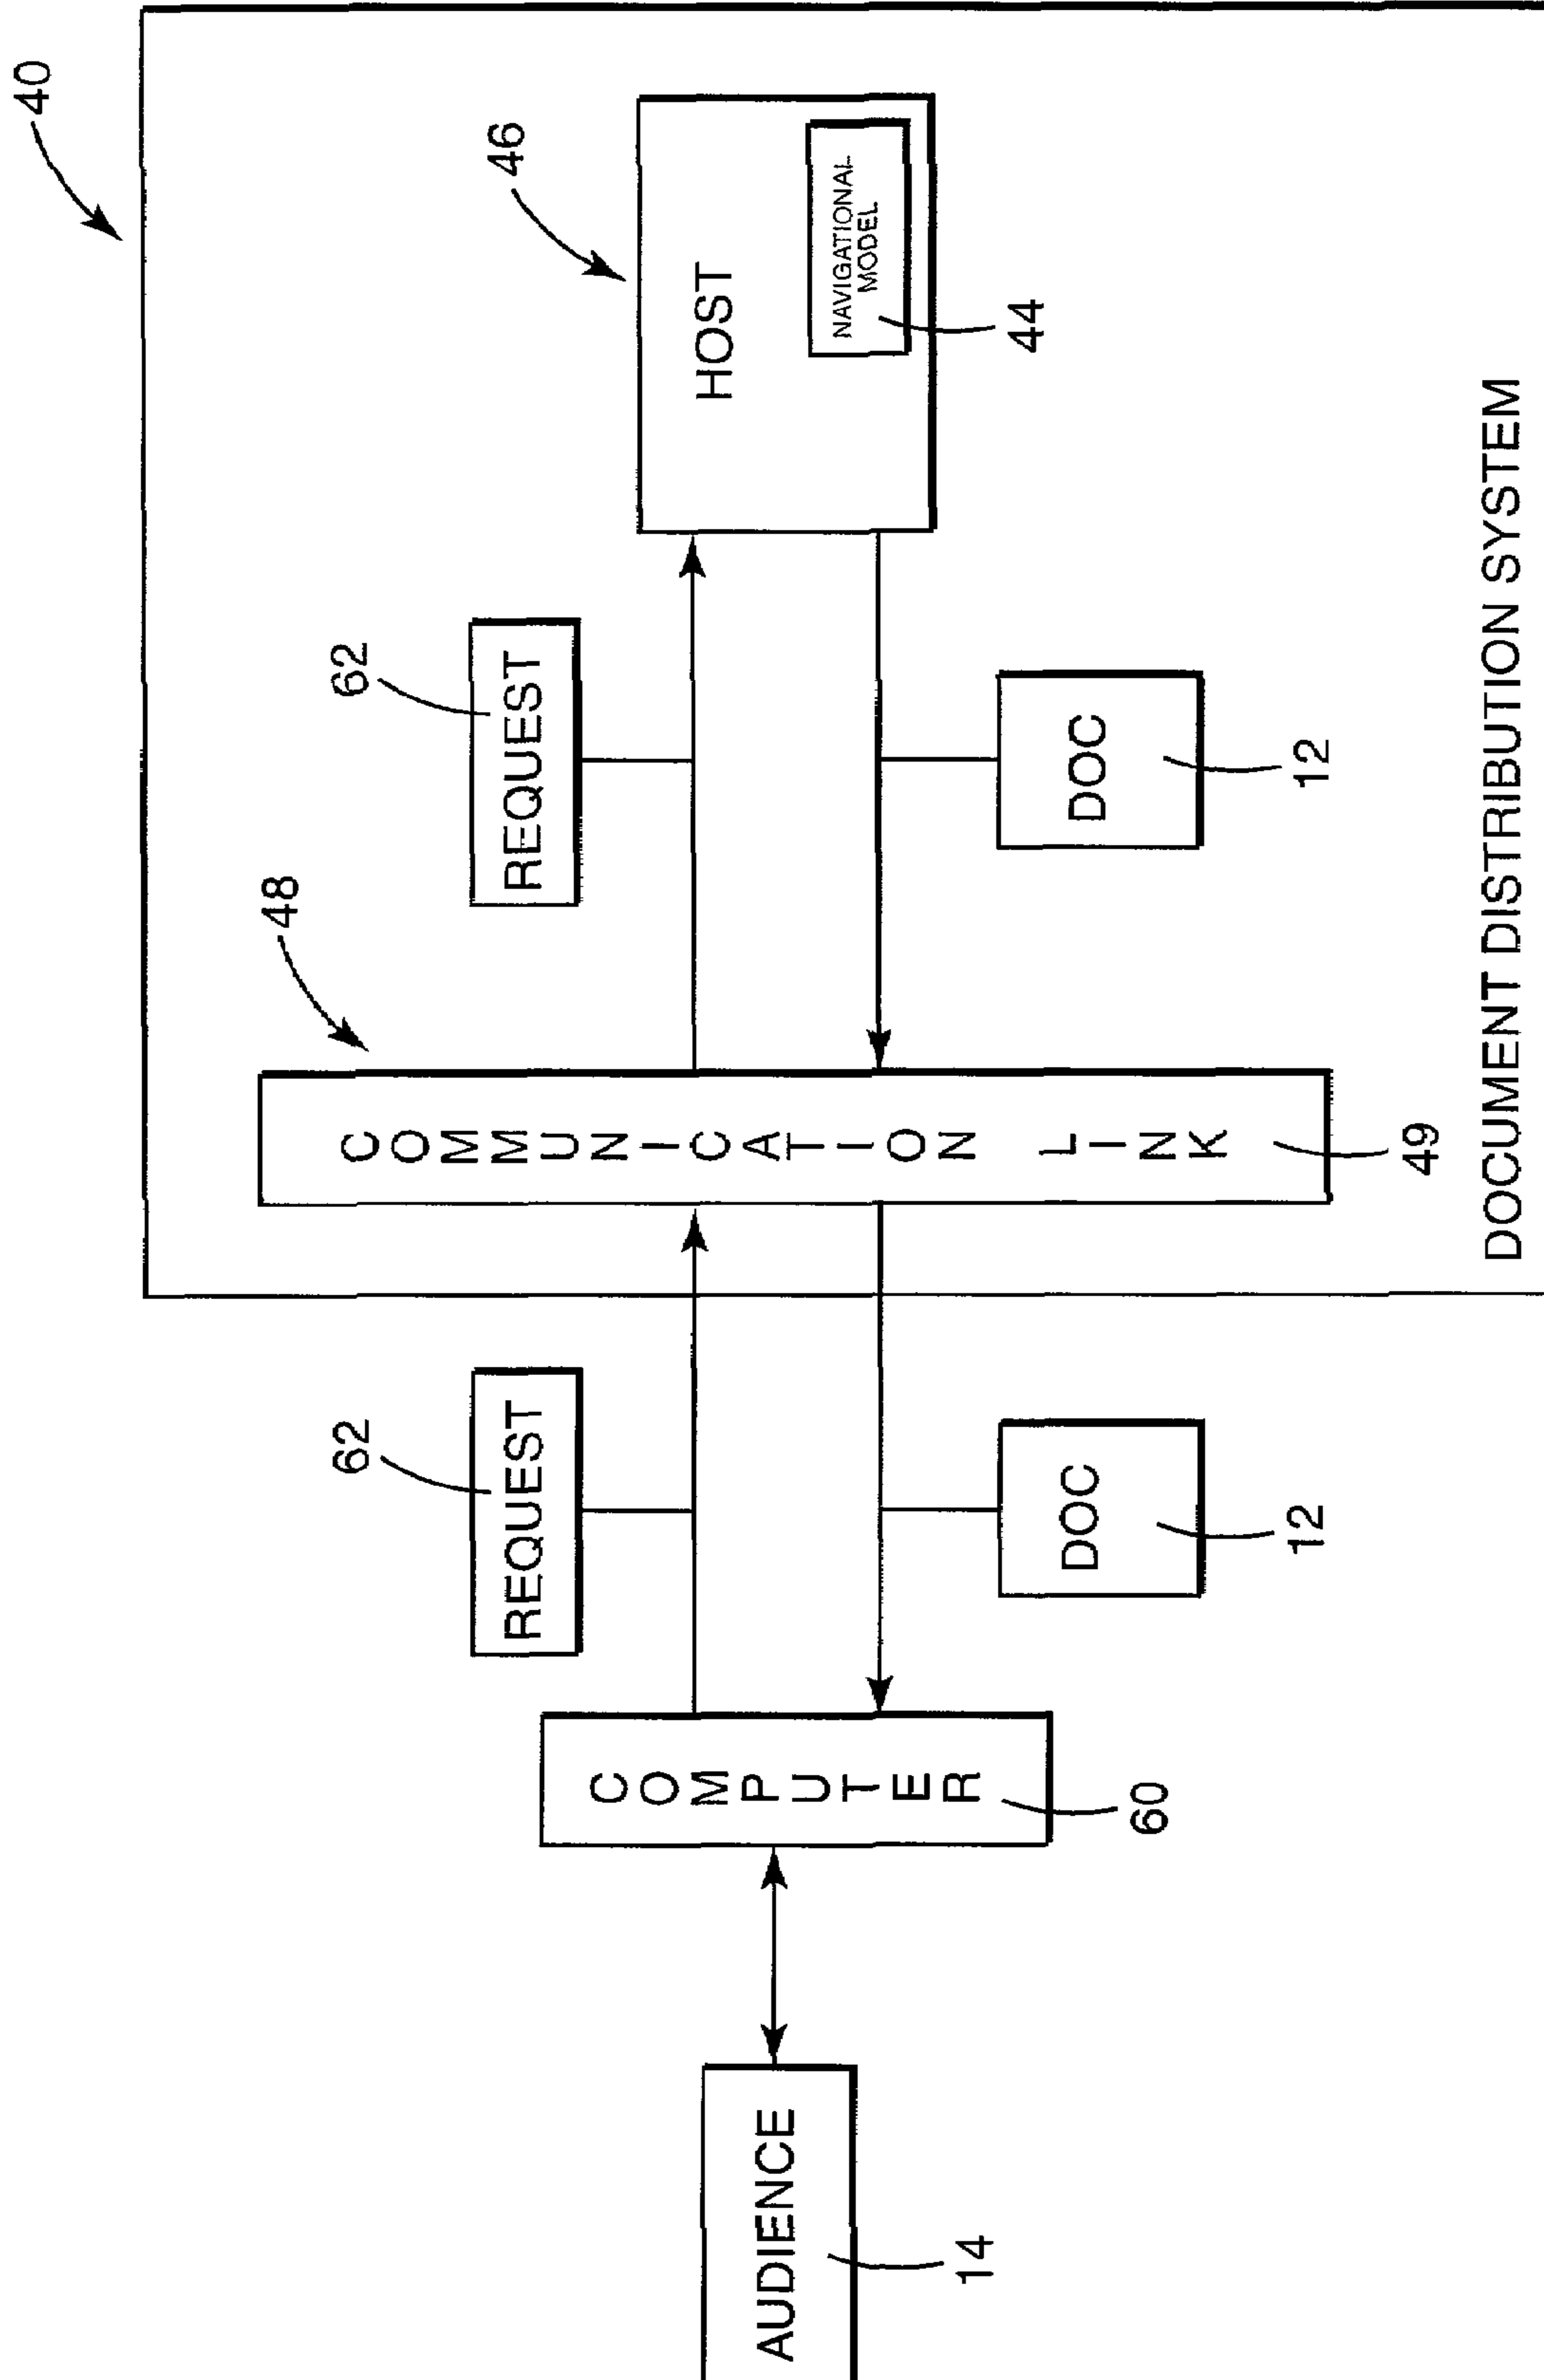 40
48
62
62
46
REQUEST
REQUEST
HOST
AUDIENCE
COMPUTER
COMMUNICATION LINK
NAVIGATIONAL
MODEL
14
44
DOC
DOC
60
12
12
49
DOCUMENT DISTRIBUTION SYSTEM